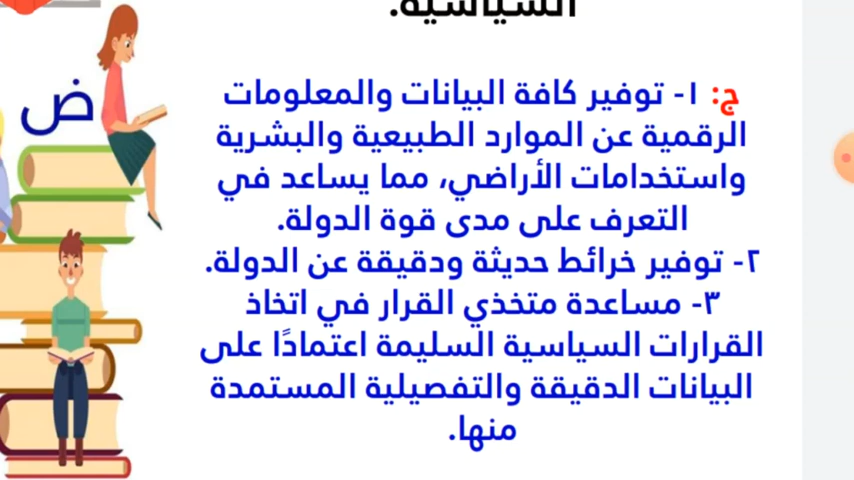 السياسية.
ج: ١- توفير كافة البيانات والمعلومات
الرقمية عن الموارد الطبيعية والبشرية
واستخدامات الأراضي، مما يساعد في
التعرف على مدى قوة الدولة.
٢- توفير خرائط حديثة ودقيقة عن الدولة.
٣- مساعدة متخذي القرار في اتخاذ
القرارات السياسية السليمة اعتمادًا على
البيانات الدقيقة والتفصيلية المستمدة
منها.
ض